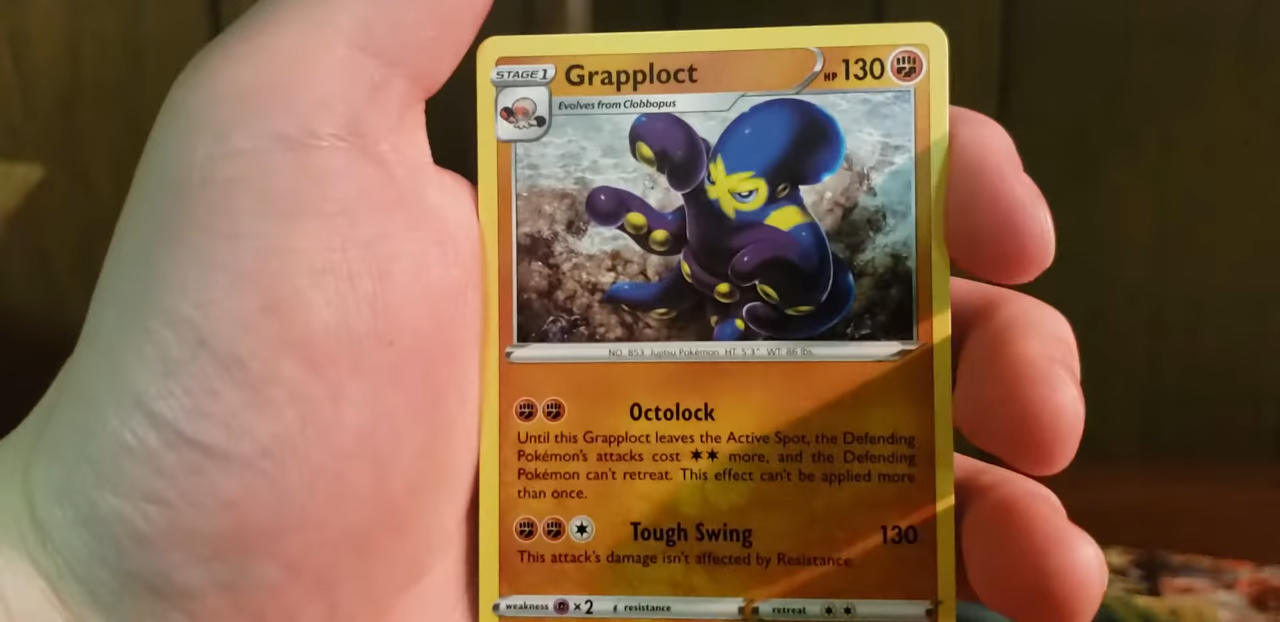 STAGE 1 Grapploct HP 130
Evolves from Clobbopus
NO. 853 Jujitsu Pokémon HT: 5'3" WT: 86 lbs.
Octolock
Until this Grapploct leaves the Active Spot, the Defending
Pokémon's attacks cost ✶✶ more, and the Defending
Pokémon can't retreat. This effect can't be applied more
than once.
Tough Swing 130
This attack's damage isn't affected by Resistance.
weakness ×2 resistance retreat